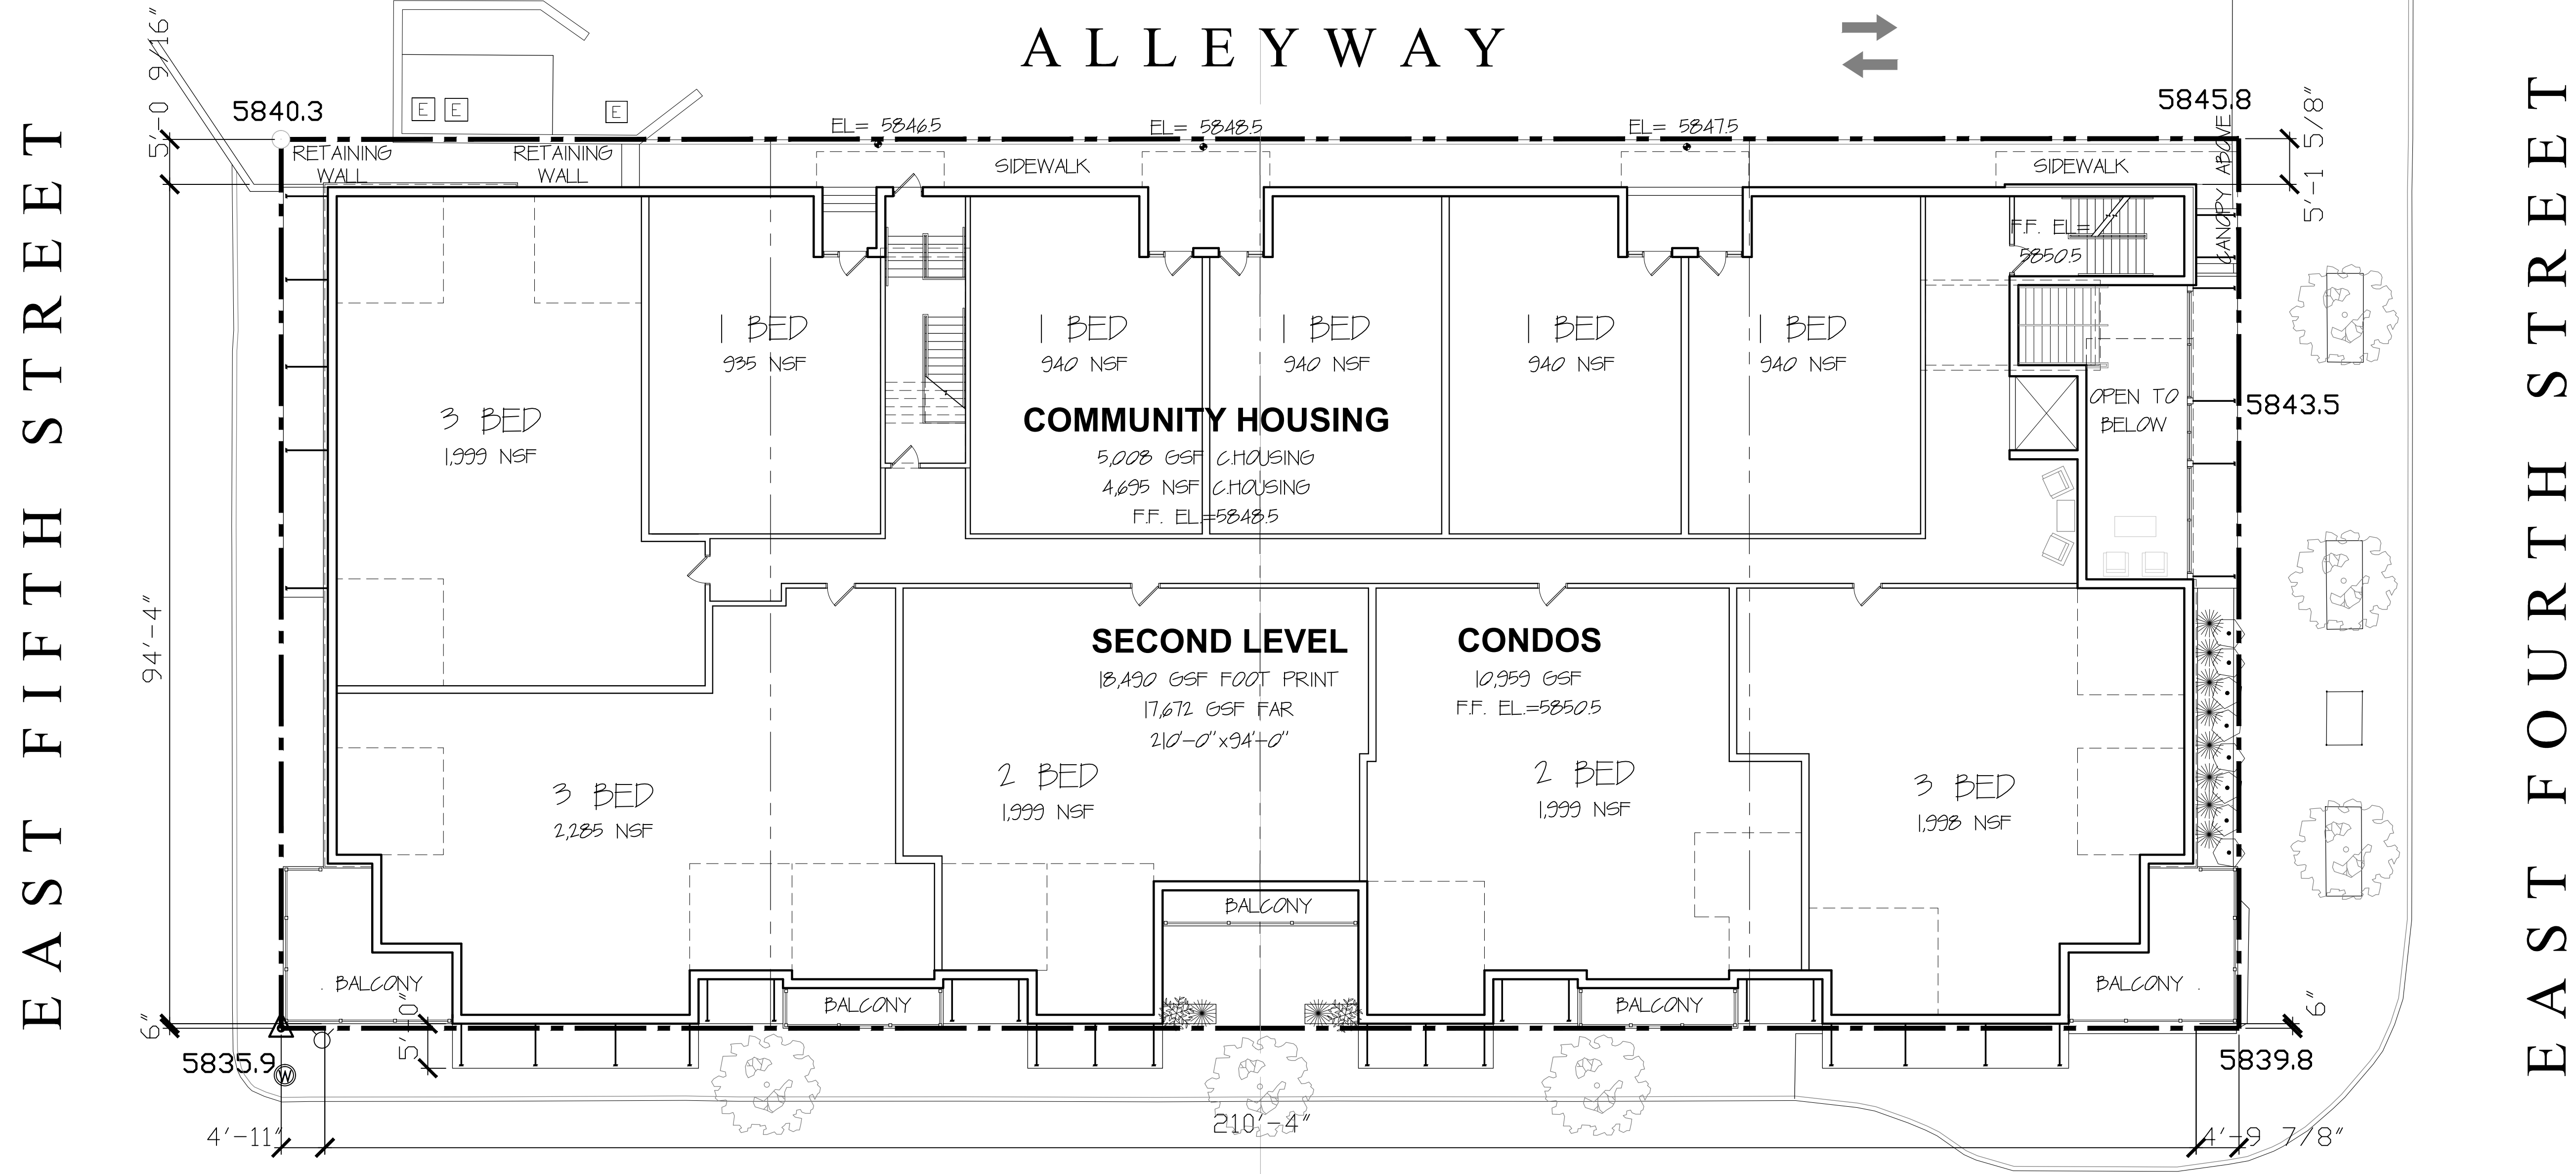 ALLEYWAY
EAST FIFTH STREET
EAST FOURTH STREET
5'-0 9/16"
5840.3
E
E
E
EL= 5846.5
EL= 5848.5
EL= 5847.5
5845.8
5'-1 5/8"
RETAINING
WALL
RETAINING
WALL
SIDEWALK
SIDEWALK
CANOPY ABOVE
F.F. EL=
5850.5
1 BED
935 NSF
1 BED
940 NSF
1 BED
940 NSF
1 BED
940 NSF
1 BED
940 NSF
3 BED
1,999 NSF
OPEN TO
BELOW
5843.5
COMMUNITY HOUSING
5,008 GSF C.HOUSING
4,695 NSF C.HOUSING
F.F. EL.=5848.5
94'-4"
SECOND LEVEL
18,490 GSF FOOT PRINT
17,672 GSF FAR
210'-0"x94'-0"
CONDOS
10,959 GSF
F.F. EL.=5850.5
3 BED
2,285 NSF
2 BED
1,999 NSF
2 BED
1,999 NSF
3 BED
1,998 NSF
BALCONY
BALCONY
BALCONY
BALCONY
BALCONY
6"
5'-0"
6"
5835.9
W
5839.8
4'-11"
210'-4"
4'-9 7/8"